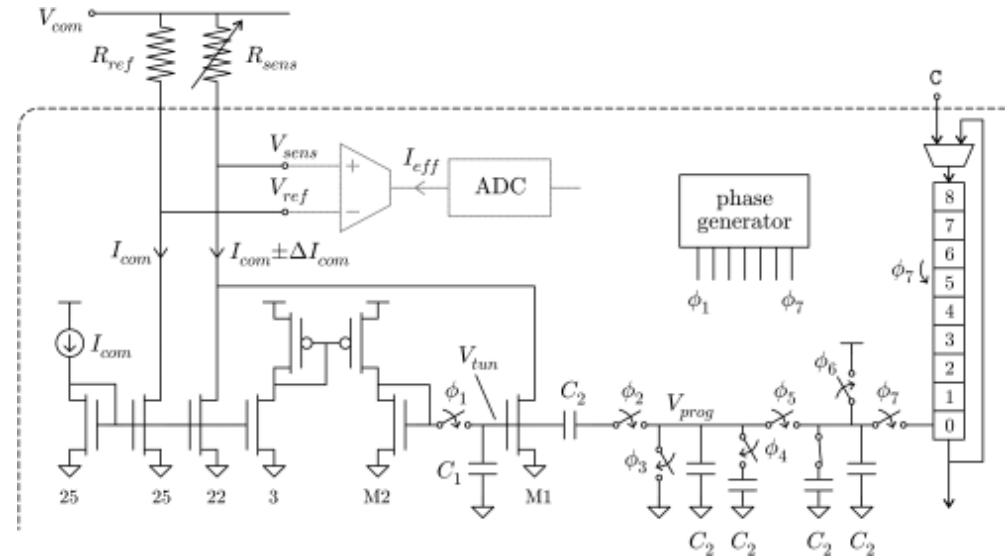 V_com
R_ref
R_sens
C
V_sens
I_eff
ADC
V_ref
+
−
phase
generator
ϕ_1
ϕ_7
8
7
6
5
4
3
2
1
0
ϕ_7
I_com
I_com±ΔI_com
I_com
V_tun
ϕ_1
C_2
ϕ_2
V_prog
ϕ_5
ϕ_6
ϕ_7
C_1
ϕ_3
ϕ_4
25
25
22
3
M2
M1
C_2
C_2
C_2
C_2